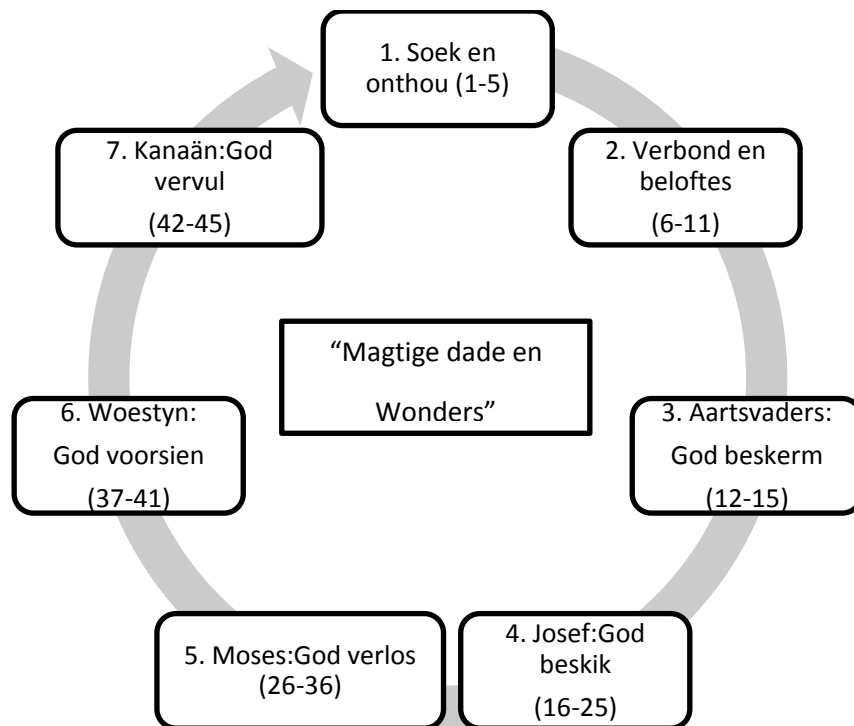 1. Soek en
onthou (1-5)
2. Verbond en
beloftes
(6-11)
3. Aartsvaders:
God beskerm
(12-15)
4. Josef:God
beskik
(16-25)
5. Moses:God verlos
(26-36)
6. Woestyn:
God voorsien
(37-41)
7. Kanaän:God
vervul
(42-45)
“Magtige dade en
Wonders”